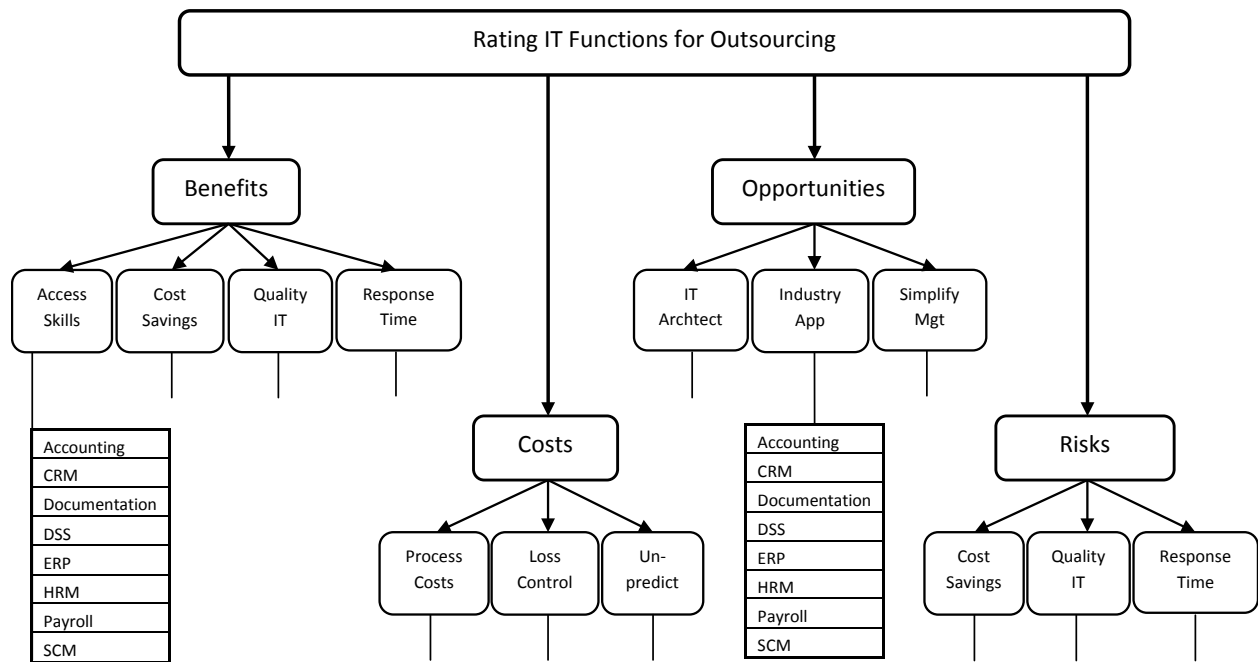 Rating IT Functions for Outsourcing
Benefits
Opportunities
Access
Skills
Cost
Savings
Quality
IT
Response
Time
IT
Archtect
Industry
App
Simplify
Mgt
Accounting
CRM
Documentation
DSS
ERP
HRM
Payroll
SCM
Costs
Process
Costs
Loss
Control
Un-
predict
Accounting
CRM
Documentation
DSS
ERP
HRM
Payroll
SCM
Risks
Cost
Savings
Quality
IT
Response
Time